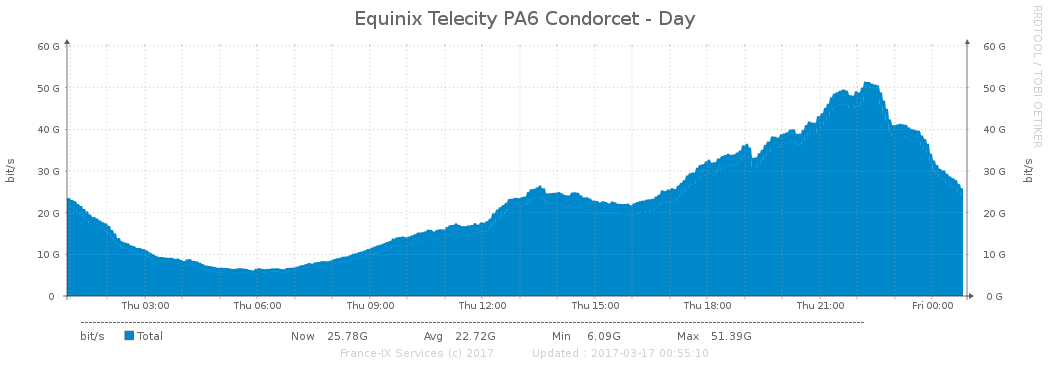 Equinix Telecity PA6 Condorcet - Day
RRDTOOL / TOBI OETIKER
bit/s
bit/s
60 G 60 G
50 G 50 G
40 G 40 G
30 G 30 G
20 G 20 G
10 G 10 G
0 0 G
Thu 03:00 Thu 06:00 Thu 09:00 Thu 12:00 Thu 15:00 Thu 18:00 Thu 21:00 Fri 00:00
bit/s Total Now 25.78G Avg 22.72G Min 6.09G Max 51.39G
France-IX Services (c) 2017 Updated : 2017-03-17 00:55:10